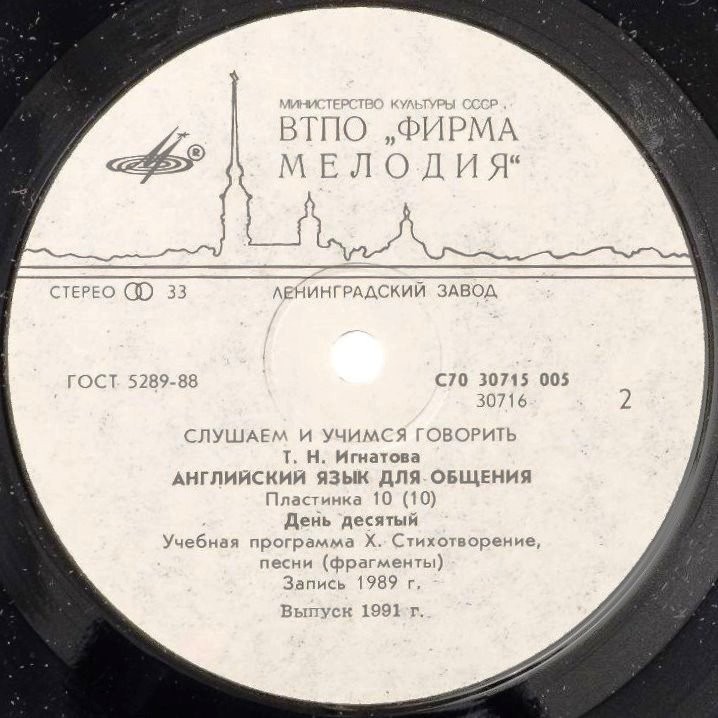 МИНИСТЕРСТВО КУЛЬТУРЫ СССР
ВТПО „ФИРМА
МЕЛОДИЯ“
®
СТЕРЕО 33 ЛЕНИНГРАДСКИЙ ЗАВОД
ГОСТ 5289-88 С70 30715 005
30716 2
СЛУШАЕМ И УЧИМСЯ ГОВОРИТЬ
Т. Н. Игнатова
АНГЛИЙСКИЙ ЯЗЫК ДЛЯ ОБЩЕНИЯ
Пластинка 10 (10)
День десятый
Учебная программа X. Стихотворение,
песни (фрагменты)
Запись 1989 г.
Выпуск 1991 г.